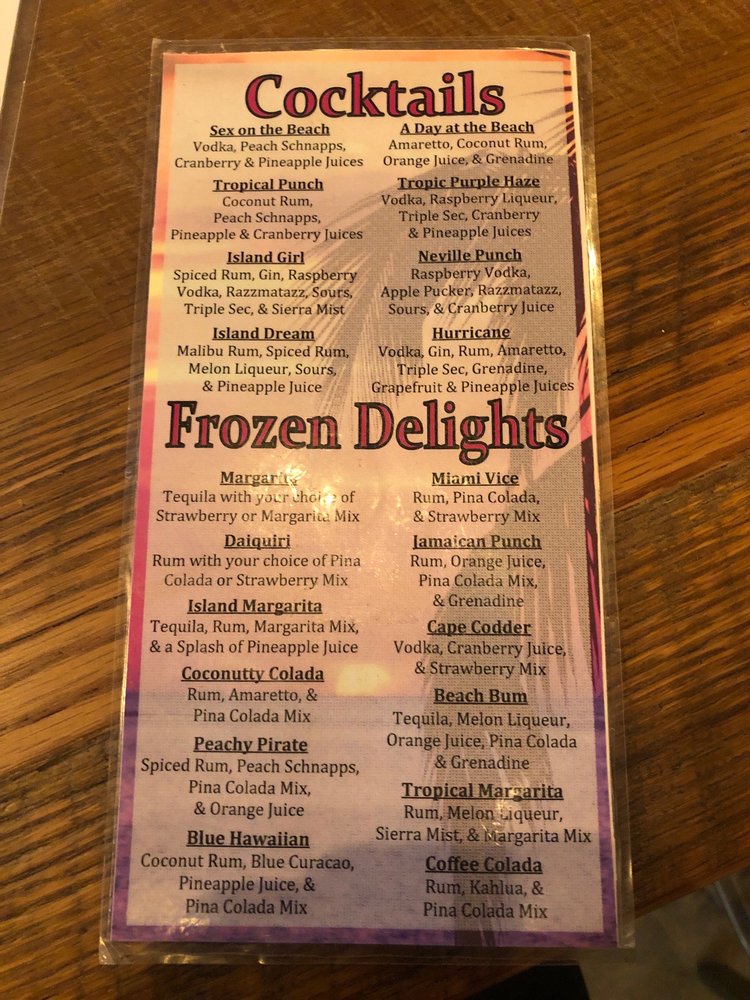 Cocktails
Sex on the Beach
Vodka, Peach Schnapps,
Cranberry & Pineapple Juices
A Day at the Beach
Amaretto, Coconut Rum,
Orange Juice, & Grenadine
Tropical Punch
Coconut Rum,
Peach Schnapps,
Pineapple & Cranberry Juices
Tropic Purple Haze
Vodka, Raspberry Liqueur,
Triple Sec, Cranberry
& Pineapple Juices
Island Girl
Spiced Rum, Gin, Raspberry
Vodka, Razzmatazz, Sours,
Triple Sec, & Sierra Mist
Neville Punch
Raspberry Vodka,
Apple Pucker, Razzmatazz,
Sours, & Cranberry Juice
Island Dream
Malibu Rum, Spiced Rum,
Melon Liqueur, Sours,
& Pineapple Juice
Hurricane
Vodka, Gin, Rum, Amaretto,
Triple Sec, Grenadine,
Grapefruit & Pineapple Juices
Frozen Delights
Margarita
Tequila with your choice of
Strawberry or Margarita Mix
Miami Vice
Rum, Pina Colada,
& Strawberry Mix
Daiquiri
Rum with your choice of Pina
Colada or Strawberry Mix
Jamaican Punch
Rum, Orange Juice,
Pina Colada Mix,
& Grenadine
Island Margarita
Tequila, Rum, Margarita Mix,
& a Splash of Pineapple Juice
Cape Codder
Vodka, Cranberry Juice,
& Strawberry Mix
Coconutty Colada
Rum, Amaretto, &
Pina Colada Mix
Beach Bum
Tequila, Melon Liqueur,
Orange Juice, Pina Colada
& Grenadine
Peachy Pirate
Spiced Rum, Peach Schnapps,
Pina Colada Mix,
& Orange Juice
Tropical Margarita
Rum, Melon Liqueur,
Sierra Mist, & Margarita Mix
Blue Hawaiian
Coconut Rum, Blue Curacao,
Pineapple Juice, &
Pina Colada Mix
Coffee Colada
Rum, Kahlua, &
Pina Colada Mix